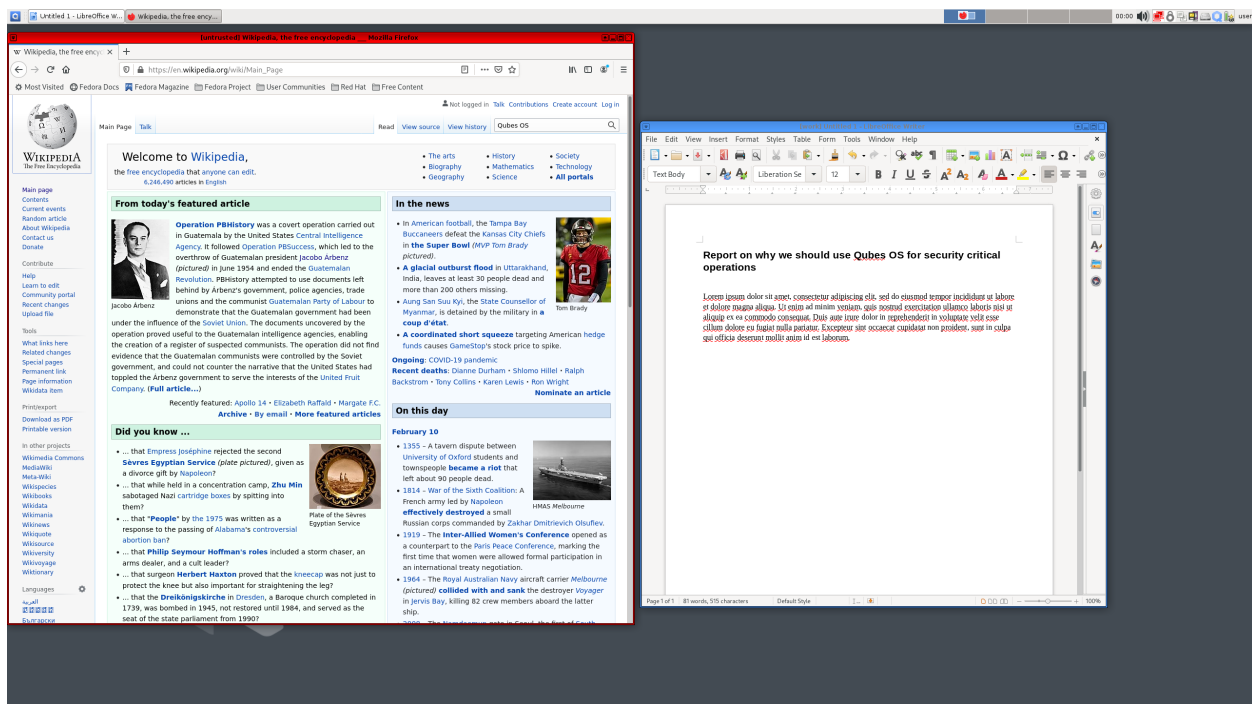 Untitled 1 - LibreOffice W...
Wikipedia, the free ency...
00:00
user
[untrusted] Wikipedia, the free encyclopedia __ Mozilla Firefox
Wikipedia, the free ency
https://en.wikipedia.org/wiki/Main_Page
Most Visited
Fedora Docs
Fedora Magazine
Fedora Project
User Communities
Red Hat
Free Content
WIKIPEDIA
The Free Encyclopedia
Main page
Contents
Current events
Random article
About Wikipedia
Contact us
Donate
Contribute
Help
Learn to edit
Community portal
Recent changes
Upload file
Tools
What links here
Related changes
Special pages
Permanent link
Page information
Wikidata item
Print/export
Download as PDF
Printable version
In other projects
Wikimedia Commons
MediaWiki
Meta-Wiki
Wikispecies
Wikibooks
Wikidata
Wikimania
Wikinews
Wikiquote
Wikisource
Wikiversity
Wikivoyage
Wiktionary
Languages
العربية
Български
Not logged in Talk Contributions Create account Log in
Main Page Talk
Read View source View history
Qubes OS
Welcome to Wikipedia,
the free encyclopedia that anyone can edit.
6,246,490 articles in English
• The arts
• Biography
• Geography
• History
• Mathematics
• Science
• Society
• Technology
• All portals
From today's featured article
Operation PBHistory was a covert operation carried out
in Guatemala by the United States Central Intelligence
Agency. It followed Operation PBSuccess, which led to the
overthrow of Guatemalan president Jacobo Árbenz
(pictured) in June 1954 and ended the Guatemalan
Revolution. PBHistory attempted to use documents left
behind by Árbenz's government, police agencies, trade
unions and the communist Guatemalan Party of Labour to
demonstrate that the Guatemalan government had been
under the influence of the Soviet Union. The documents uncovered by the
operation proved useful to the Guatemalan intelligence agencies, enabling
the creation of a register of suspected communists. The operation did not find
evidence that the Guatemalan communists were controlled by the Soviet
government, and could not counter the narrative that the United States had
toppled the Árbenz government to serve the interests of the United Fruit
Company. (Full article...)
Jacobo Árbenz
Recently featured: Apollo 14 • Elizabeth Raffald • Margate F.C.
Archive • By email • More featured articles
Did you know ...
• ... that Empress Joséphine rejected the second
Sèvres Egyptian Service (plate pictured), given as
a divorce gift by Napoleon?
• ... that while held in a concentration camp, Zhu Min
sabotaged Nazi cartridge boxes by spitting into
them?
• ... that "People" by the 1975 was written as a
response to the passing of Alabama's controversial
abortion ban?
• ... that Philip Seymour Hoffman's roles included a storm chaser, an
arms dealer, and a cult leader?
• ... that surgeon Herbert Haxton proved that the kneecap was not just to
protect the knee but also important for straightening the leg?
• ... that the Dreikönigskirche in Dresden, a Baroque church completed in
1739, was bombed in 1945, not restored until 1984, and served as the
seat of the state parliament from 1990?
Plate of the Sèvres
Egyptian Service
In the news
• In American football, the Tampa Bay
Buccaneers defeat the Kansas City Chiefs
in the Super Bowl (MVP Tom Brady
pictured).
• A glacial outburst flood in Uttarakhand,
India, leaves at least 30 people dead and
more than 200 others missing.
• Aung San Suu Kyi, the State Counsellor of
Myanmar, is detained by the military in a
coup d'état.
• A coordinated short squeeze targeting American hedge
funds causes GameStop's stock price to spike.
12
Tom Brady
Ongoing: COVID-19 pandemic
Recent deaths: Dianne Durham • Shlomo Hillel • Ralph
Backstrom • Tony Collins • Karen Lewis • Ron Wright
Nominate an article
On this day
February 10
• 1355 – A tavern dispute between
University of Oxford students and
townspeople became a riot that
left about 90 people dead.
• 1814 – War of the Sixth Coalition: A
French army led by Napoleon
effectively destroyed a small
Russian corps commanded by Zakhar Dmitrievich Olsufiev.
• 1919 – The Inter-Allied Women's Conference opened as
a counterpart to the Paris Peace Conference, marking the
first time that women were allowed formal participation in
an international treaty negotiation.
• 1964 – The Royal Australian Navy aircraft carrier Melbourne
(pictured) collided with and sank the destroyer Voyager
in Jervis Bay, killing 82 crew members aboard the latter
ship.
HMAS Melbourne
File Edit View Insert Format Styles Table Form Tools Window Help
Text Body
Liberation Se
12
Report on why we should use Qubes OS for security critical
operations
Lorem ipsum dolor sit amet, consectetur adipiscing elit, sed do eiusmod tempor incididunt ut labore
et dolore magna aliqua. Ut enim ad minim veniam, quis nostrud exercitation ullamco laboris nisi ut
aliquip ex ea commodo consequat. Duis aute irure dolor in reprehenderit in voluptate velit esse
cillum dolore eu fugiat nulla pariatur. Excepteur sint occaecat cupidatat non proident, sunt in culpa
qui officia deserunt mollit anim id est laborum.
Page 1 of 1
81 words, 515 characters
Default Style
100%